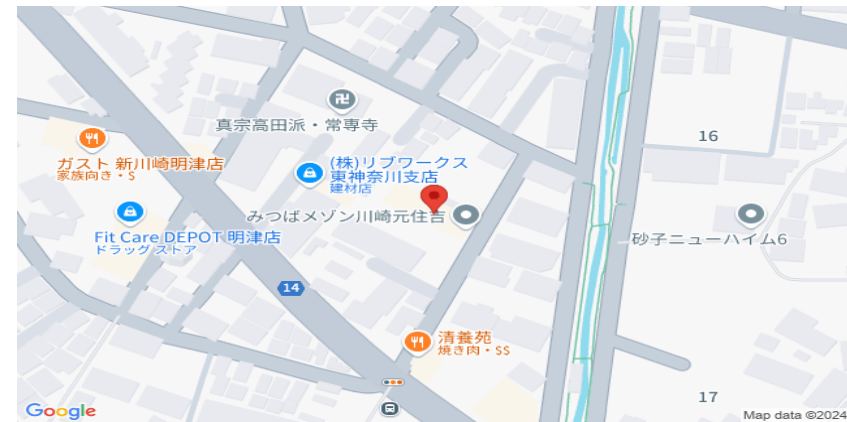 16
真宗高田派・常専寺
ガスト 新川崎明津店
家族向き・S
(株)リブワークス
東神奈川支店
建材店
みつばメゾン川崎元住吉
Fit Care DEPOT 明津店
ドラッグ ストア
砂子ニューハイム6
14
清養苑
焼き肉・SS
17
Google
Map data ©2024